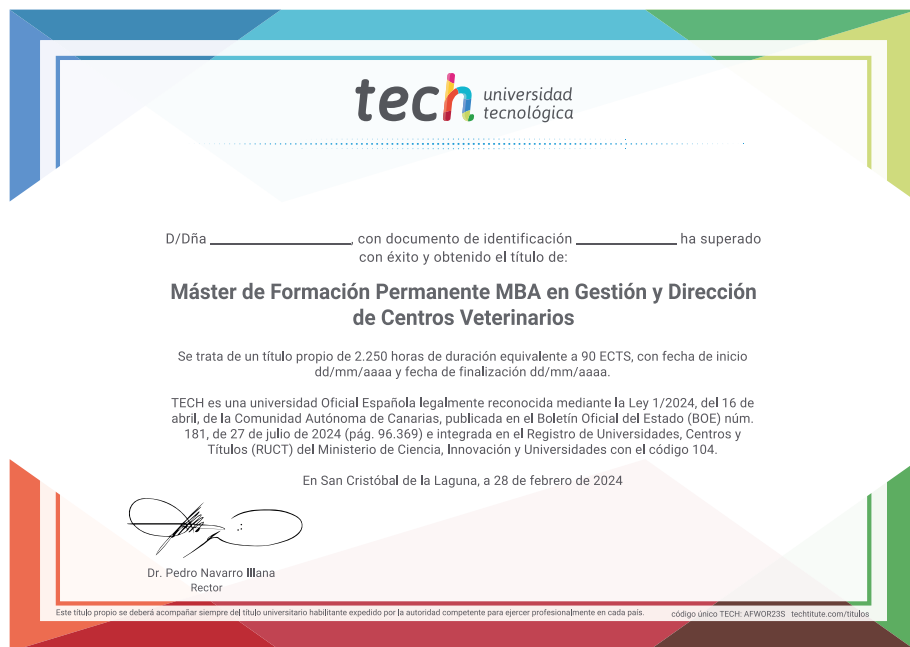 tech universidad
tecnológica
D/Dña ____________________, con documento de identificación ______________ ha superado
con éxito y obtenido el título de:
Máster de Formación Permanente MBA en Gestión y Dirección
de Centros Veterinarios
Se trata de un título propio de 2.250 horas de duración equivalente a 90 ECTS, con fecha de inicio
dd/mm/aaaa y fecha de finalización dd/mm/aaaa.
TECH es una universidad Oficial Española legalmente reconocida mediante la Ley 1/2024, del 16 de
abril, de la Comunidad Autónoma de Canarias, publicada en el Boletín Oficial del Estado (BOE) núm.
181, de 27 de julio de 2024 (pág. 96.369) e integrada en el Registro de Universidades, Centros y
Títulos (RUCT) del Ministerio de Ciencia, Innovación y Universidades con el código 104.
En San Cristóbal de la Laguna, a 28 de febrero de 2024
Dr. Pedro Navarro Illana
Rector
Este título propio se deberá acompañar siempre del título universitario habilitante expedido por la autoridad competente para ejercer profesionalmente en cada país. código único TECH: AFWOR23S techtitute.com/titulos